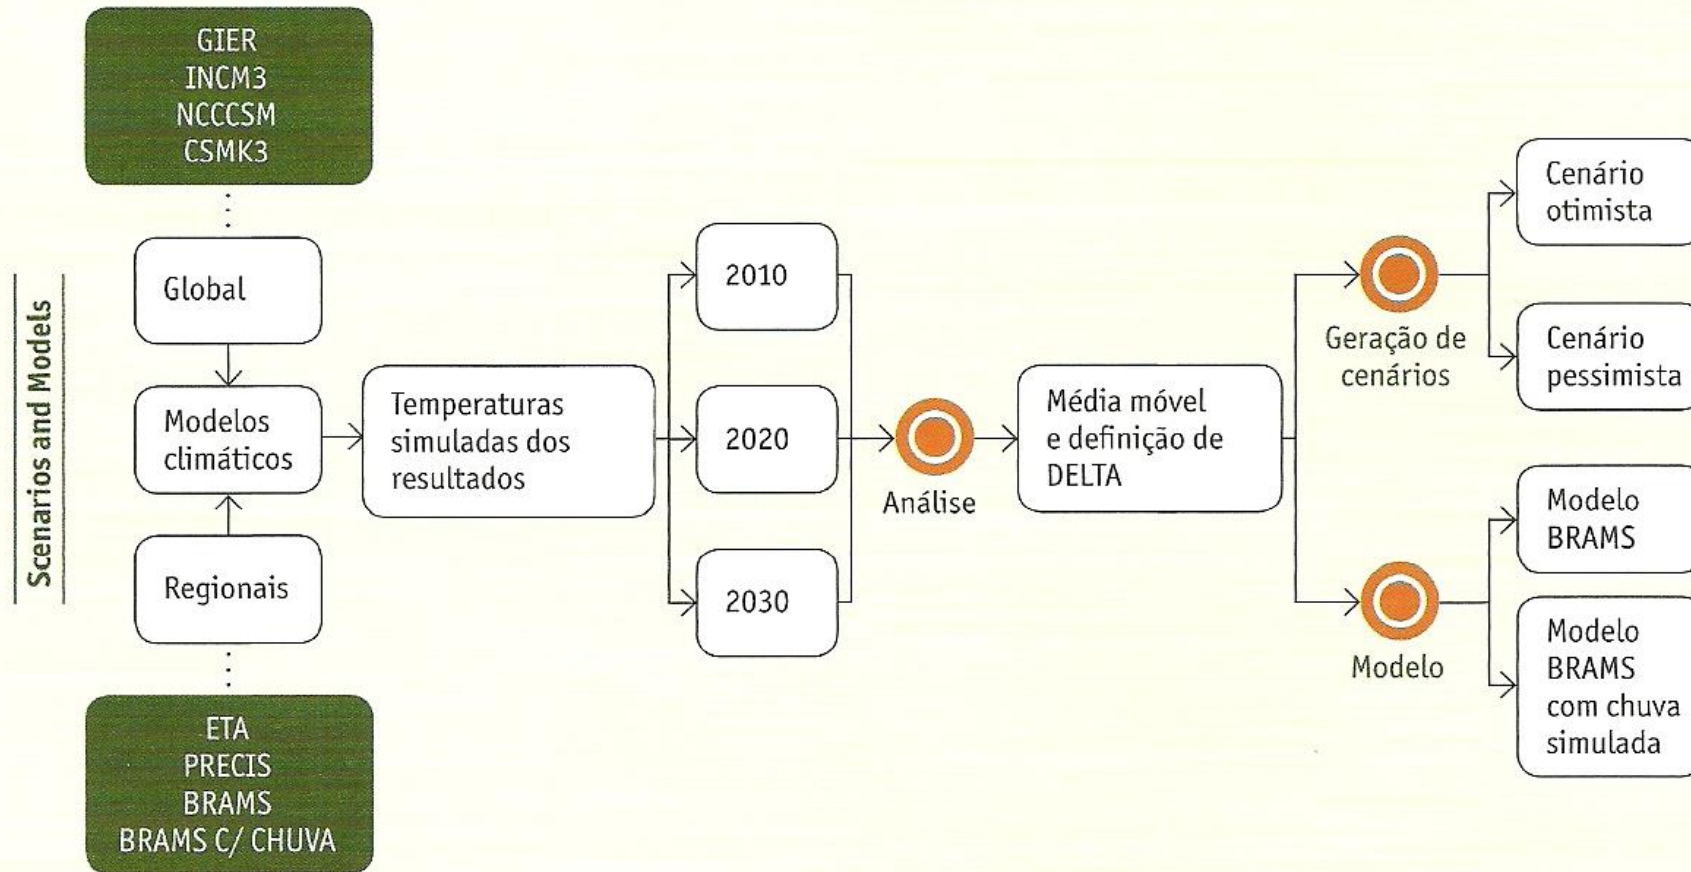 GIER
INCM3
NCCCSM
CSMK3
Scenarios and Models
Global
Modelos
climáticos
Regionais
ETA
PRECIS
BRAMS
BRAMS C/ CHUVA
Temperaturas
simuladas dos
resultados
2010
2020
2030
Análise
Média móvel
e definição de
DELTA
Geração de
cenários
Cenário
otimista
Cenário
pessimista
Modelo
Modelo
BRAMS
Modelo
BRAMS
com chuva
simulada